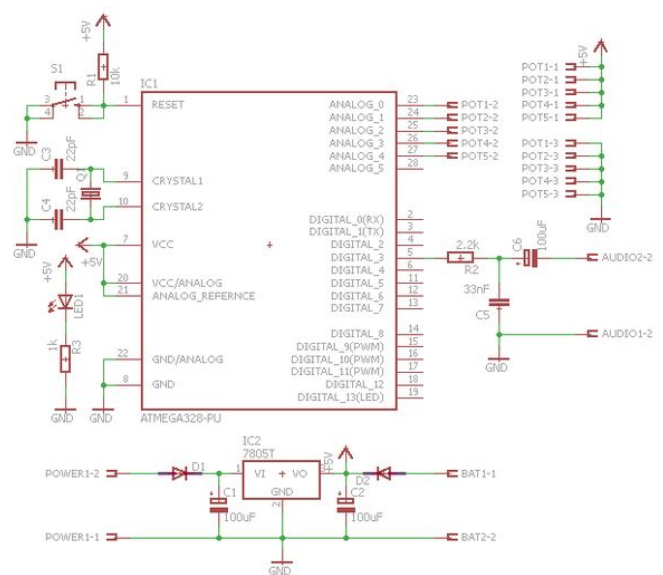 +5V
S1
R1
10k
3
4
1
2
GND
C3
22pF
Q1
C4
22pF
GND
+5V
LED1
1k
R3
GND
GND
IC1
1 RESET
9 CRYSTAL1
10 CRYSTAL2
7 VCC
20 VCC/ANALOG
21 ANALOG_REFERNCE
22 GND/ANALOG
8 GND
ANALOG_0 23 POT1-2
ANALOG_1 24 POT2-2
ANALOG_2 25 POT3-2
ANALOG_3 26 POT4-2
ANALOG_4 27 POT5-2
ANALOG_5 28
DIGITAL_0(RX) 2
DIGITAL_1(TX) 3
DIGITAL_2 4
DIGITAL_3 5
DIGITAL_4 6
DIGITAL_5 11
DIGITAL_6 12
DIGITAL_7 13
DIGITAL_8 14
DIGITAL_9(PWM) 15
DIGITAL_10(PWM) 16
DIGITAL_11(PWM) 17
DIGITAL_12 18
DIGITAL_13(LED) 19
ATMEGA328-PU
+5V
POT1-1
POT2-1
POT3-1
POT4-1
POT5-1
POT1-3
POT2-3
POT3-3
POT4-3
POT5-3
GND
2.2k
R2
C6
100uF
AUDIO2-2
33nF
C5
AUDIO1-2
GND
IC2
7805T
POWER1-2
D1
1 VI VO 3
GND
2
+5V
D2
BAT1-1
C1
100uF
C2
100uF
POWER1-1
BAT2-2
GND